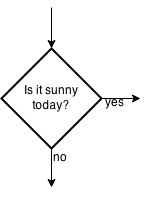 Is it sunny
today?
yes
no